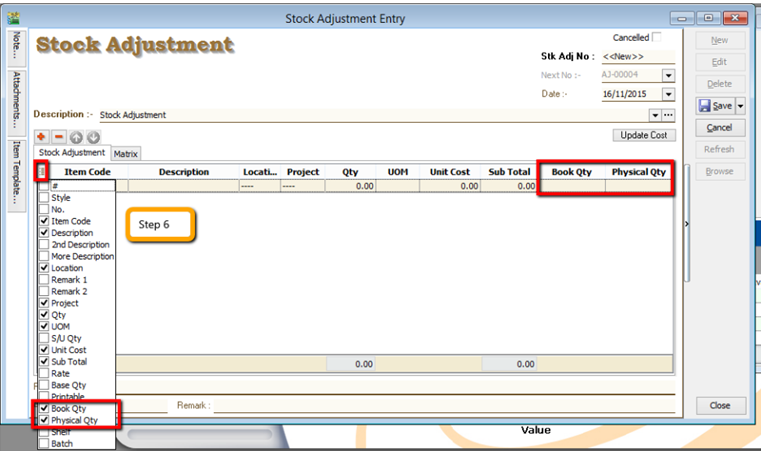 Stock Adjustment Entry
Note...
Attachments...
Item Template...
Stock Adjustment
Cancelled
Stk Adj No : <<New>>
Next No :- AJ-00004
Date :- 16/11/2015
Description :- Stock Adjustment
Update Cost
Stock Adjustment Matrix
Item Code Description Locati... Project Qty UOM Unit Cost Sub Total Book Qty Physical Qty
---- ---- 0.00 0.00 0.00
#
Style
No.
Item Code
Description
2nd Description
More Description
Location
Remark 1
Remark 2
Project
Qty
UOM
S/U Qty
Unit Cost
Sub Total
Rate
Base Qty
Printable
Book Qty
Physical Qty
Shelf
Batch
Step 6
0.00 0.00
Remark :
New
Edit
Delete
Save
Cancel
Refresh
Browse
Close
Value